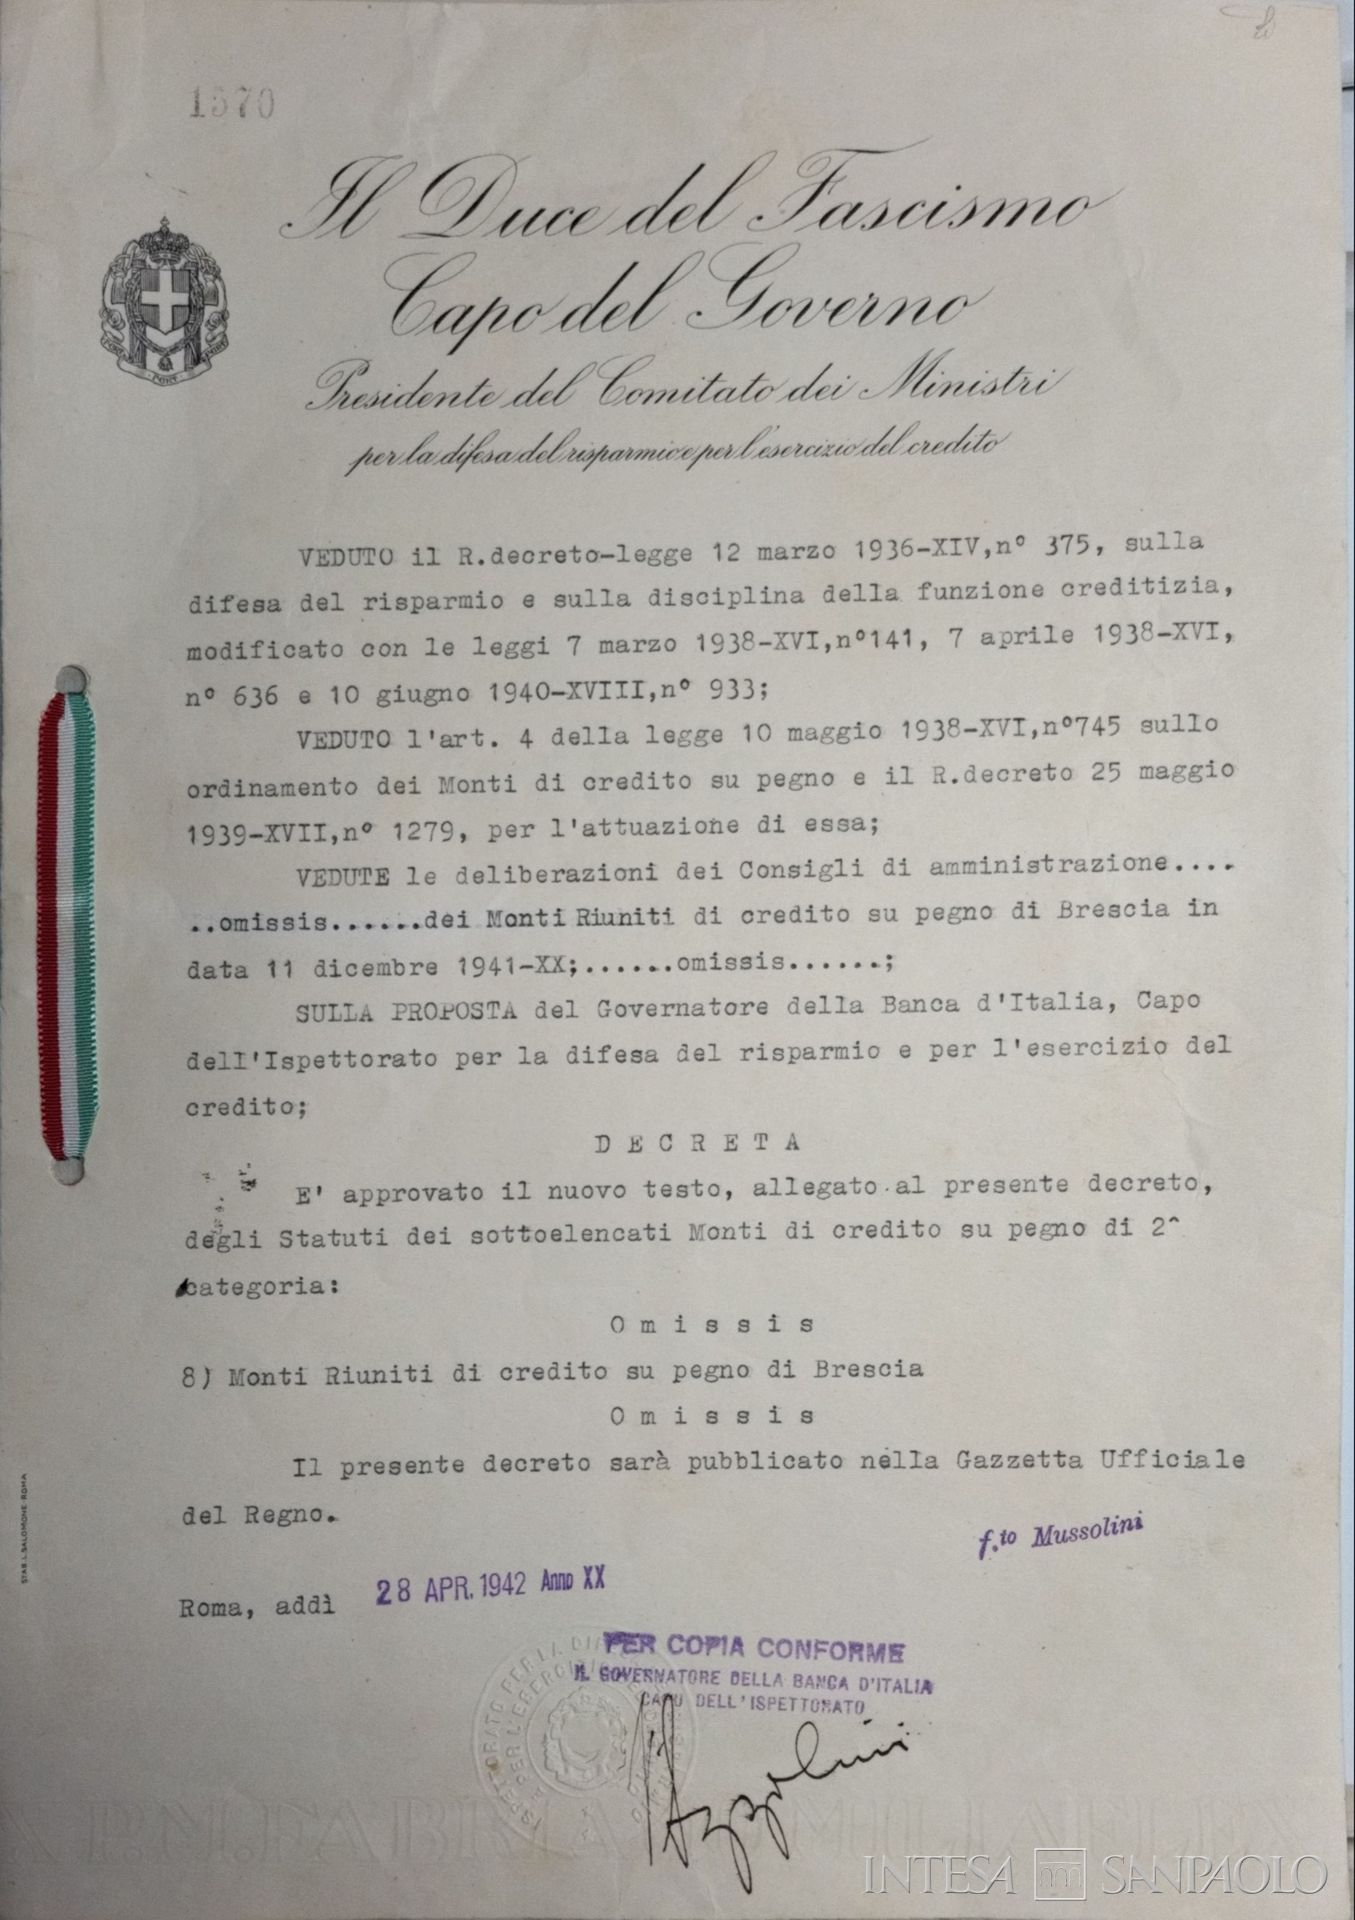 1370
Il Duce del Fascismo
Capo del Governo
Presidente del Comitato dei Ministri
per la difesa del risparmio e per l'esercizio del credito
FERT FERT FERT
VEDUTO il R.decreto-legge 12 marzo 1936-XIV,n° 375, sulla
difesa del risparmio e sulla disciplina della funzione creditizia,
modificato con le leggi 7 marzo 1938-XVI,n°141, 7 aprile 1938-XVI,
n° 636 e 10 giugno 1940-XVIII,n° 933;
VEDUTO l'art. 4 della legge 10 maggio 1938-XVI,n°745 sullo
ordinamento dei Monti di credito su pegno e il R.decreto 25 maggio
1939-XVII,n° 1279, per l'attuazione di essa;
VEDUTE le deliberazioni dei Consigli di amministrazione....
..omissis.......dei Monti Riuniti di credito su pegno di Brescia in
data 11 dicembre 1941-XX;.......omissis......;
SULLA PROPOSTA del Governatore della Banca d'Italia, Capo
dell'Ispettorato per la difesa del risparmio e per l'esercizio del
credito;
D E C R E T A
E' approvato il nuovo testo, allegato al presente decreto,
degli Statuti dei sottoelencati Monti di credito su pegno di 2^
categoria:
O m i s s i s
8) Monti Riuniti di credito su pegno di Brescia
O m i s s i s
Il presente decreto sarà pubblicato nella Gazzetta Ufficiale
del Regno.
f.to Mussolini
Roma, addì 28 APR. 1942 Anno XX
PER COPIA CONFORME
IL GOVERNATORE DELLA BANCA D'ITALIA
CAPO DELL'ISPETTORATO
Azzolini
STAB. L. SALOMONE ROMA
INTESA SANPAOLO